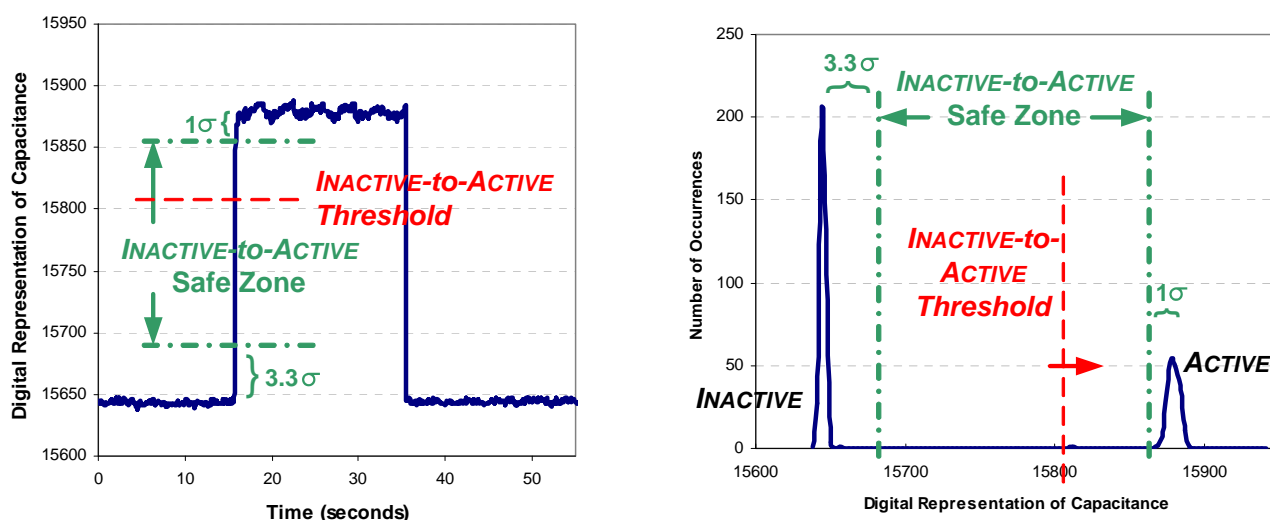 Digital Representation of Capacitance
15950
15900
15850
15800
15750
15700
15650
15600
1σ {
INACTIVE-to-ACTIVE
Threshold
INACTIVE-to-ACTIVE
Safe Zone
} 3.3σ
0 10 20 30 40 50
Time (seconds)
Number of Occurrences
250
200
150
100
50
0
3.3σ
INACTIVE-to-ACTIVE
Safe Zone
INACTIVE-to-
ACTIVE
Threshold
1σ
INACTIVE
ACTIVE
15600 15700 15800 15900
Digital Representation of Capacitance